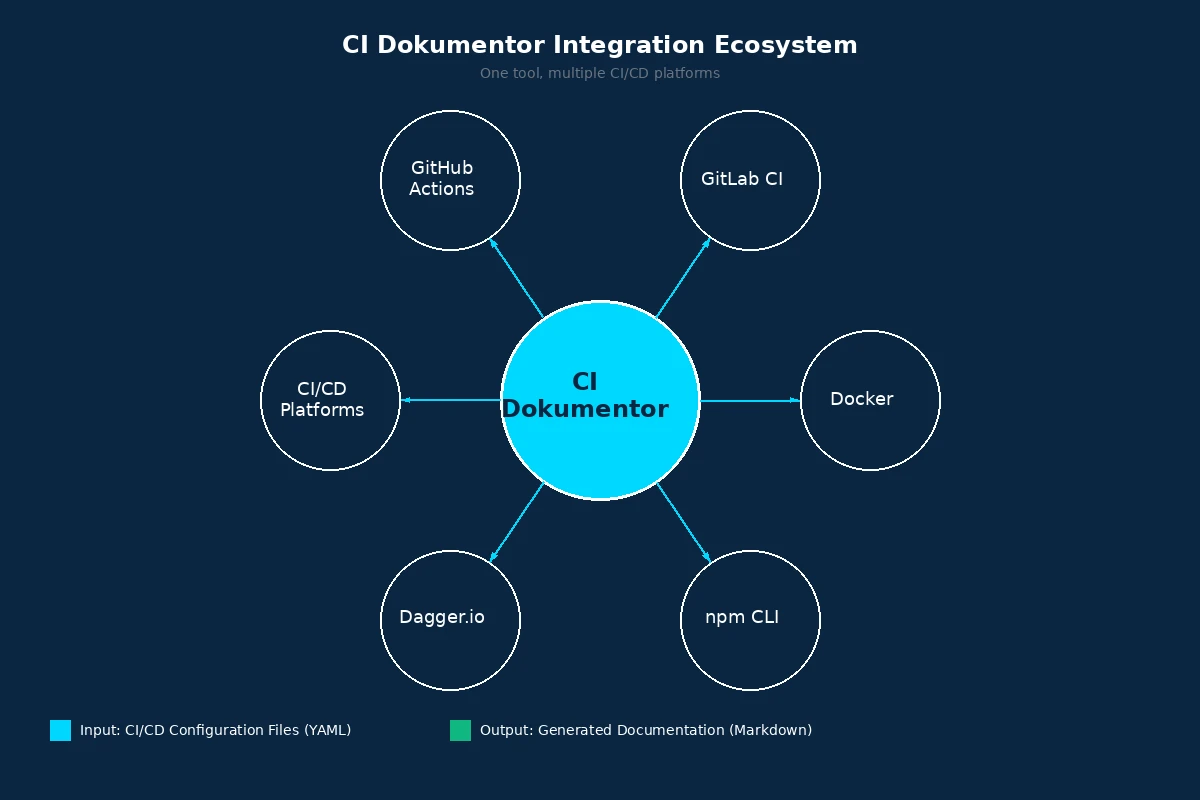 CI Dokumentor Integration Ecosystem
One tool, multiple CI/CD platforms
GitHub
Actions
GitLab CI
CI/CD
Platforms
CI
Dokumentor
Docker
Dagger.io
npm CLI
Input: CI/CD Configuration Files (YAML)
Output: Generated Documentation (Markdown)